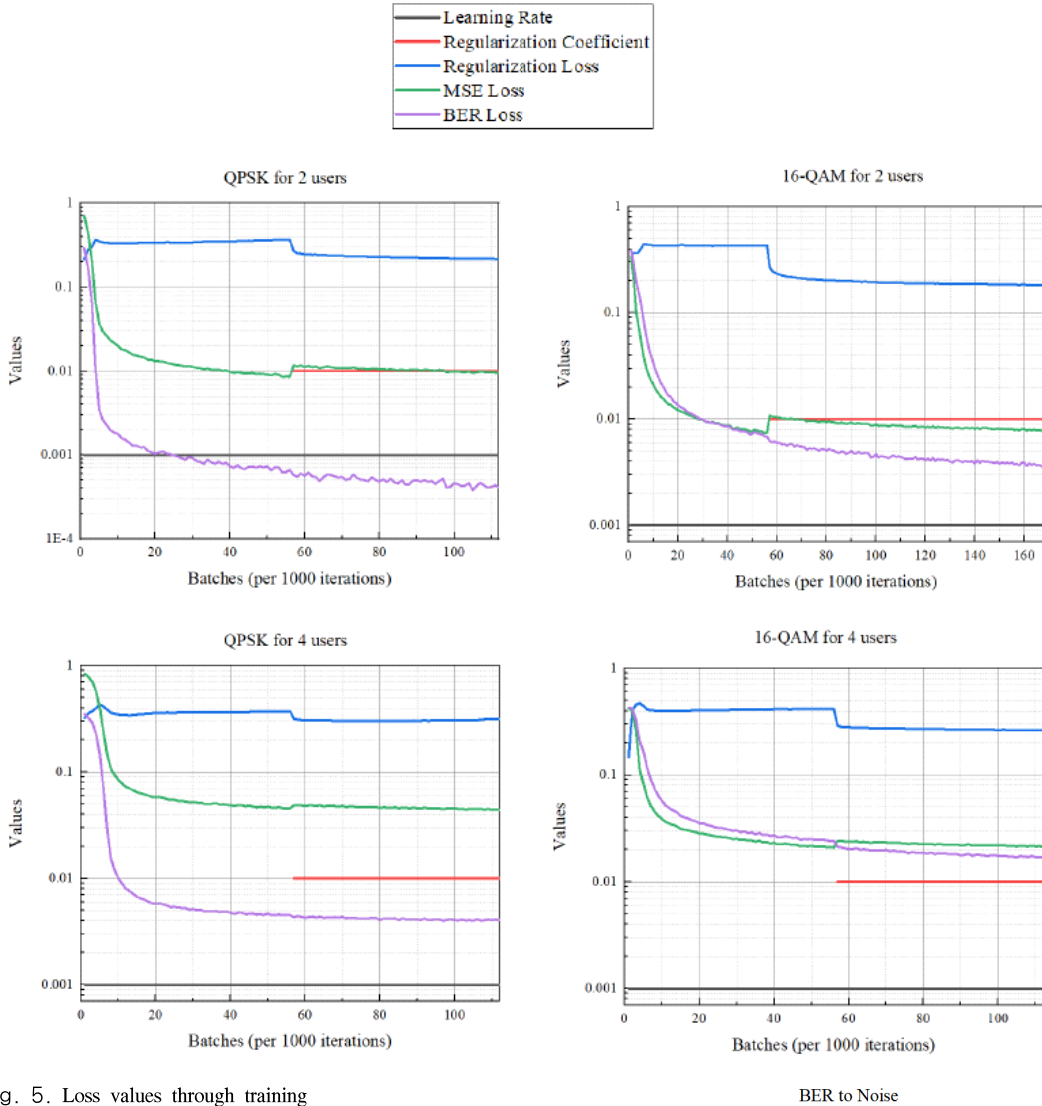 Learning Rate
Regularization Coefficient
Regularization Loss
MSE Loss
BER Loss
QPSK for 2 users
1
0.1
0.01
0.001
1E-4
Values
0 20 40 60 80 100
Batches (per 1000 iterations)
16-QAM for 2 users
1
0.1
0.01
0.001
Values
0 20 40 60 80 100 120 140 160
Batches (per 1000 iterations)
QPSK for 4 users
1
0.1
0.01
0.001
Values
0 20 40 60 80 100
Batches (per 1000 iterations)
16-QAM for 4 users
1
0.1
0.01
0.001
Values
0 20 40 60 80 100
Batches (per 1000 iterations)
g. 5. Loss values through training
BER to Noise